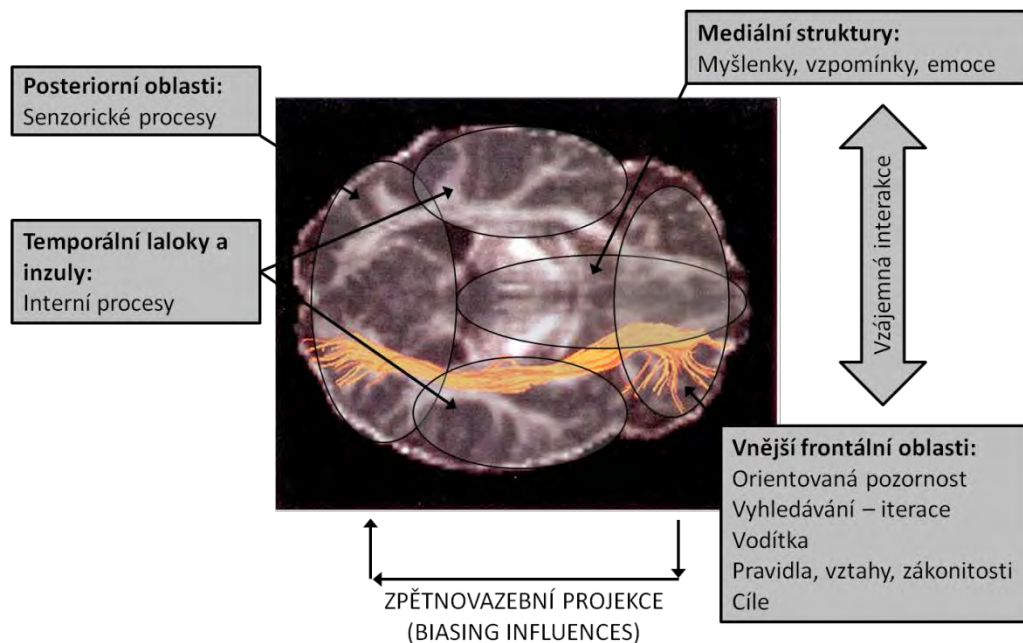 Mediální struktury:
Myšlenky, vzpomínky, emoce
Posteriorní oblasti:
Senzorické procesy
Temporální laloky a
inzuly:
Interní procesy
Vzájemná interakce
Vnější frontální oblasti:
Orientovaná pozornost
Vyhledávání – iterace
Vodítka
Pravidla, vztahy, zákonitosti
Cíle
ZPĚTNOVAZEBNÍ PROJEKCE
(BIASING INFLUENCES)